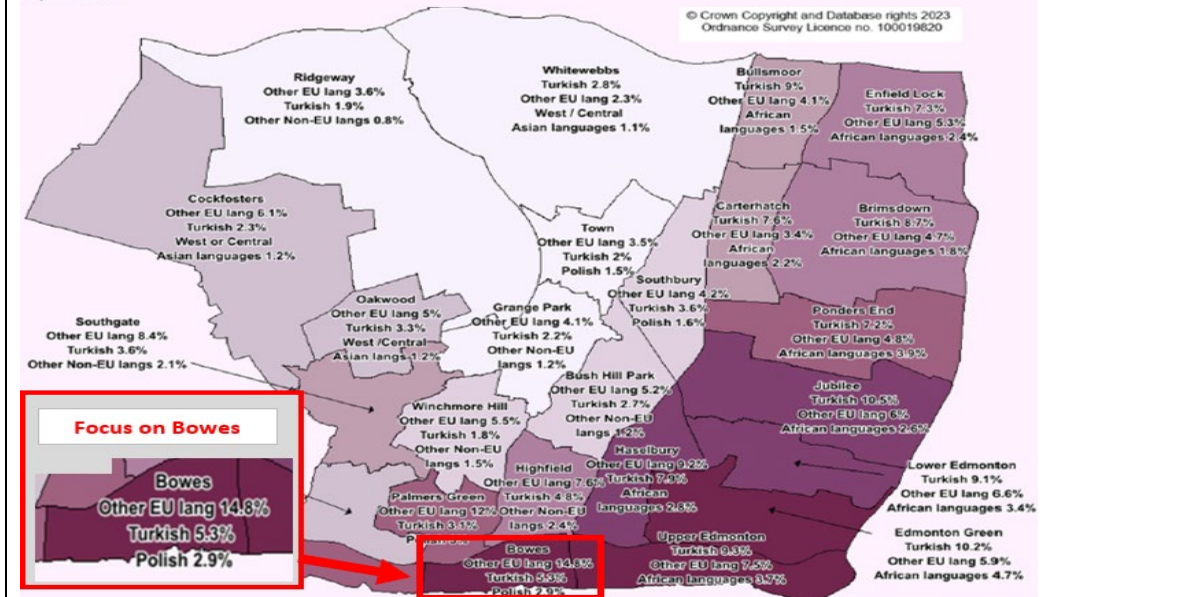 © Crown Copyright and Database rights 2023
Ordnance Survey Licence no. 100019820
Ridgeway
Other EU lang 3.6%
Turkish 1.9%
Other Non-EU langs 0.8%
Whitewebbs
Turkish 2.8%
Other EU lang 2.3%
West / Central
Asian languages 1.1%
Bullsmoor
Turkish 9%
Other EU lang 4.1%
African
languages 1.5%
Enfield Lock
Turkish 7.3%
Other EU lang 5.3%
African languages 2.4%
Cockfosters
Other EU lang 6.1%
Turkish 2.3%
West or Central
Asian languages 1.2%
Town
Other EU lang 3.5%
Turkish 2%
Polish 1.5%
Carterhatch
Turkish 7.6%
Other EU lang 3.4%
African
languages 2.2%
Brimsdown
Turkish 8.7%
Other EU lang 4.7%
African languages 1.8%
Southbury
Other EU lang 4.2%
Turkish 3.6%
Polish 1.6%
Oakwood
Other EU lang 5%
Turkish 3.3%
West /Central
Asian langs 1.2%
Grange Park
Other EU lang 4.1%
Turkish 2.2%
Other Non-EU
langs 1.2%
Ponders End
Turkish 7.2%
Other EU lang 4.8%
African languages 3.9%
Southgate
Other EU lang 8.4%
Turkish 3.6%
Other Non-EU langs 2.1%
Bush Hill Park
Other EU lang 5.2%
Turkish 2.7%
Other Non-EU
langs 1.2%
Jubilee
Turkish 10.5%
Other EU lang 6%
African languages 2.6%
Winchmore Hill
Other EU lang 5.5%
Turkish 1.8%
Other Non-EU
langs 1.5%
Haselbury
Other EU lang 9.2%
Turkish 7.9%
African
languages 2.8%
Highfield
Other EU lang 7.6%
Turkish 4.8%
Other Non-EU
langs 2.4%
Lower Edmonton
Turkish 9.1%
Other EU lang 6.6%
African languages 3.4%
Palmers Green
Other EU lang 12%
Turkish 3.1%
Edmonton Green
Turkish 10.2%
Other EU lang 5.9%
African languages 4.7%
Upper Edmonton
Turkish 9.3%
Other EU lang 7.5%
African languages 3.7%
Bowes
Other EU lang 14.8%
Turkish 5.3%
Polish 2.9%
Focus on Bowes
Bowes
Other EU lang 14.8%
Turkish 5.3%
Polish 2.9%